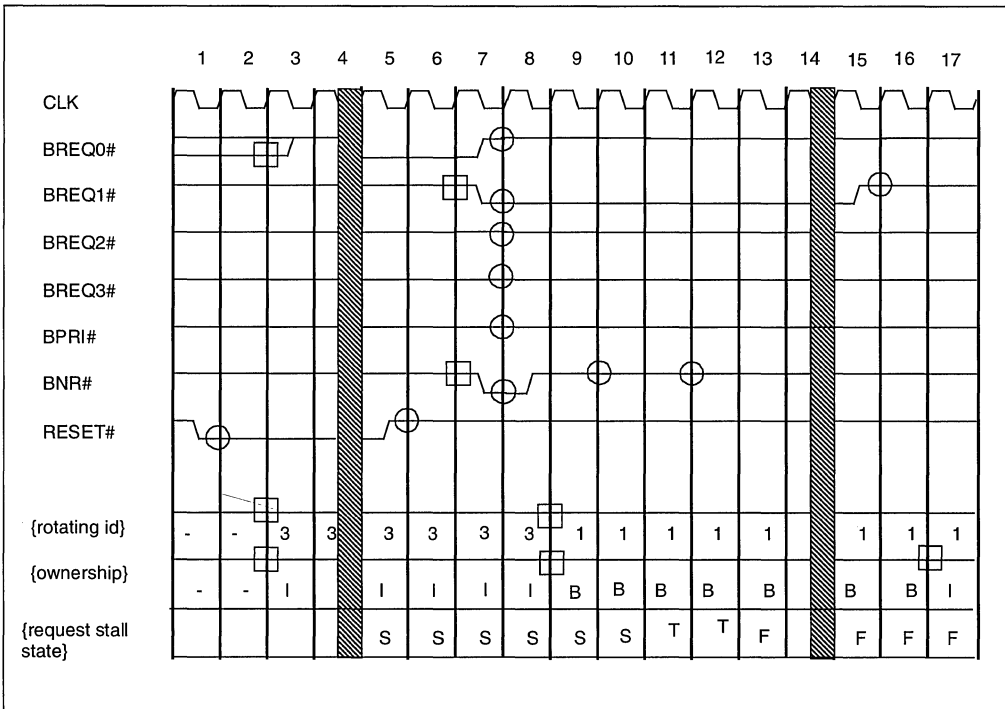 1 2 3 4 5 6 7 8 9 10 11 12 13 14 15 16 17
CLK
BREQ0#
BREQ1#
BREQ2#
BREQ3#
BPRI#
BNR#
RESET#
{rotating id} - - 3 3 3 3 3 3 1 1 1 1 1 1 1 1
{ownership} - - I I I I I B B B B B B B I
{request stall
state} S S S S S S T T F F F F